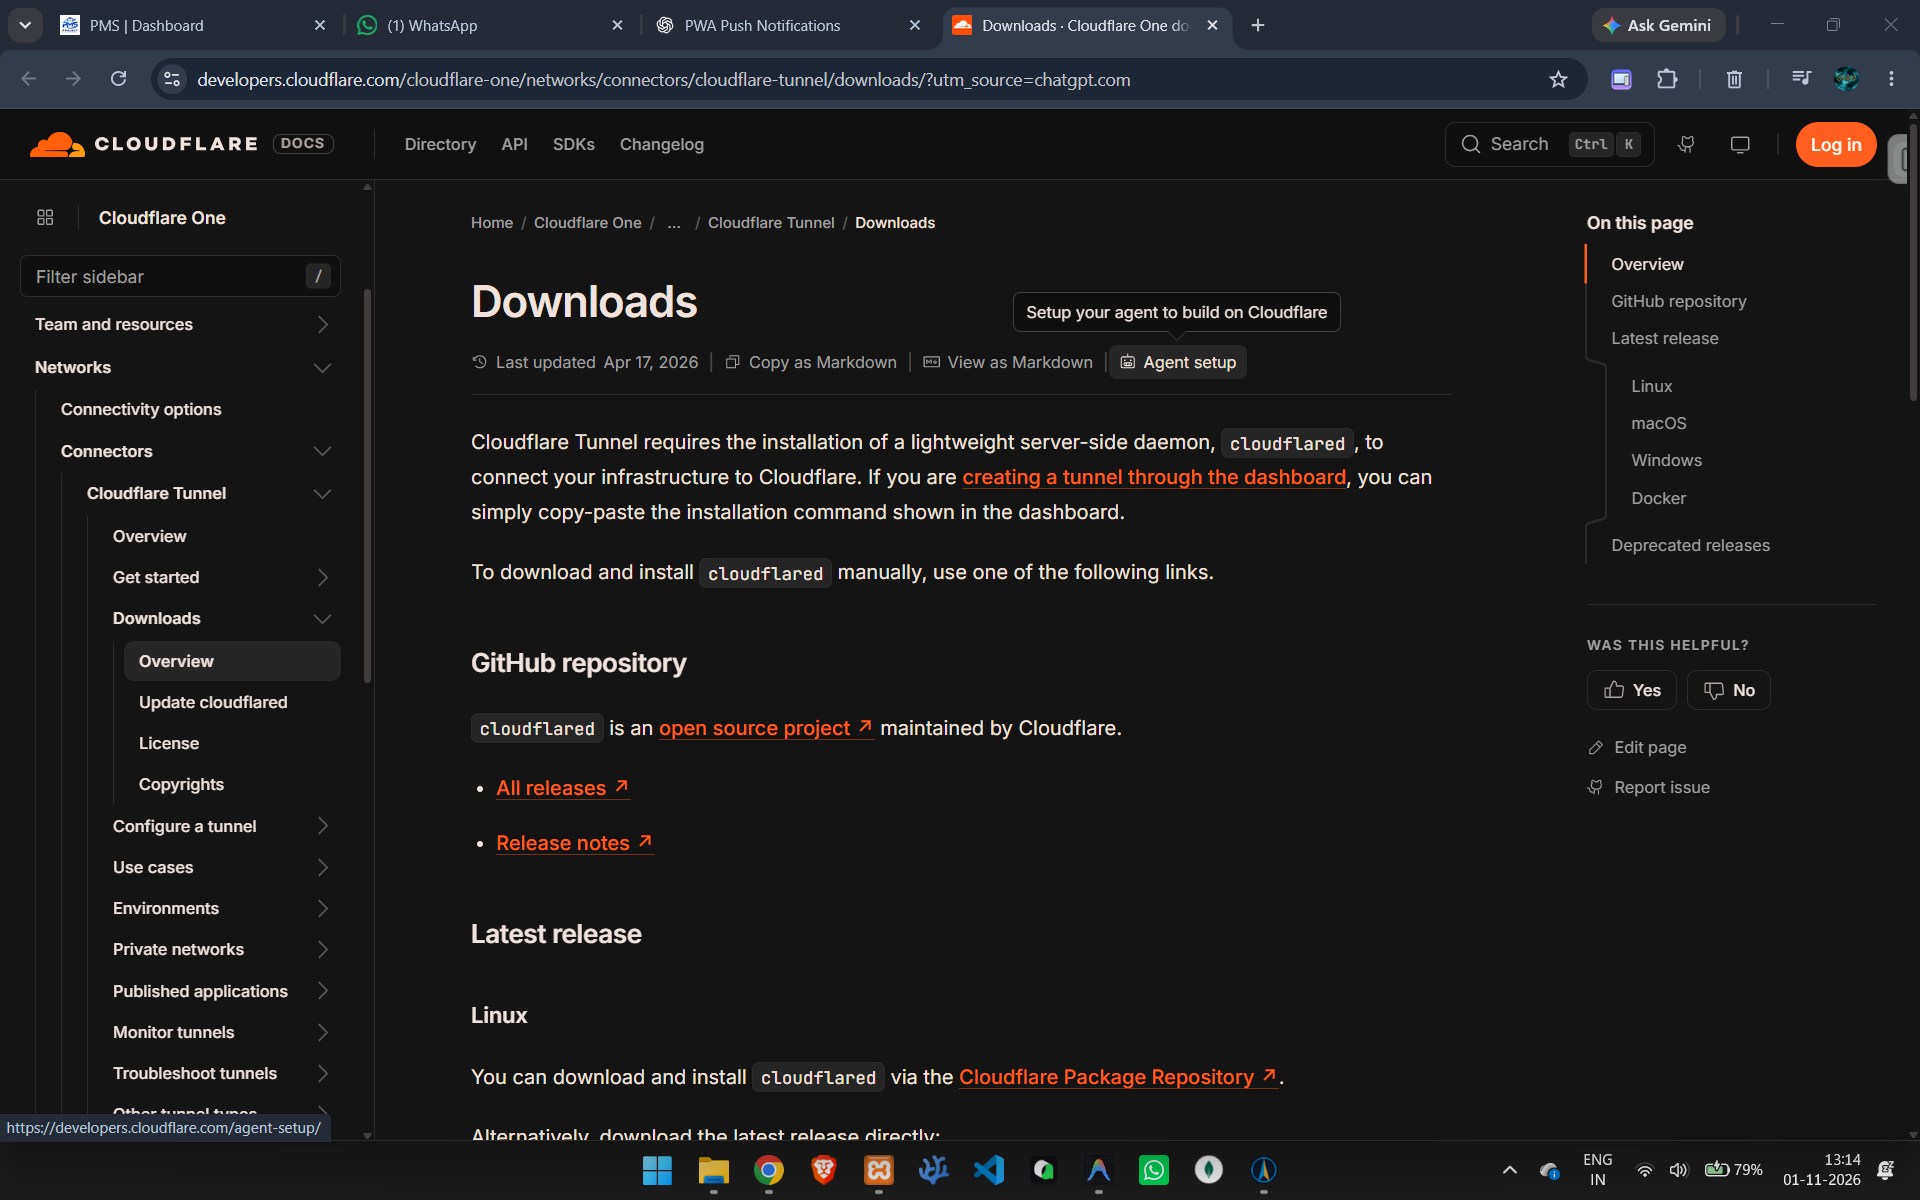 PMS | Dashboard
(1) WhatsApp
PWA Push Notifications
Downloads · Cloudflare One do
Ask Gemini
developers.cloudflare.com/cloudflare-one/networks/connectors/cloudflare-tunnel/downloads/?utm_source=chatgpt.com
CLOUDFLARE DOCS
Directory
API
SDKs
Changelog
Search Ctrl K
Log in
Cloudflare One
Filter sidebar /
Team and resources
Networks
Connectivity options
Connectors
Cloudflare Tunnel
Overview
Get started
Downloads
Overview
Update cloudflared
License
Copyrights
Configure a tunnel
Use cases
Environments
Private networks
Published applications
Monitor tunnels
Troubleshoot tunnels
Other tunnel types
https://developers.cloudflare.com/agent-setup/
Home / Cloudflare One / ... / Cloudflare Tunnel / Downloads
Downloads
Setup your agent to build on Cloudflare
Last updated Apr 17, 2026 | Copy as Markdown | View as Markdown | Agent setup
Cloudflare Tunnel requires the installation of a lightweight server-side daemon, cloudflared, to
connect your infrastructure to Cloudflare. If you are creating a tunnel through the dashboard, you can
simply copy-paste the installation command shown in the dashboard.
To download and install cloudflared manually, use one of the following links.
GitHub repository
cloudflared is an open source project ↗ maintained by Cloudflare.
• All releases ↗
• Release notes ↗
Latest release
Linux
You can download and install cloudflared via the Cloudflare Package Repository ↗.
Alternatively, download the latest release directly:
On this page
Overview
GitHub repository
Latest release
Linux
macOS
Windows
Docker
Deprecated releases
WAS THIS HELPFUL?
Yes
No
Edit page
Report issue
ENG
IN
79%
13:14
01-11-2026